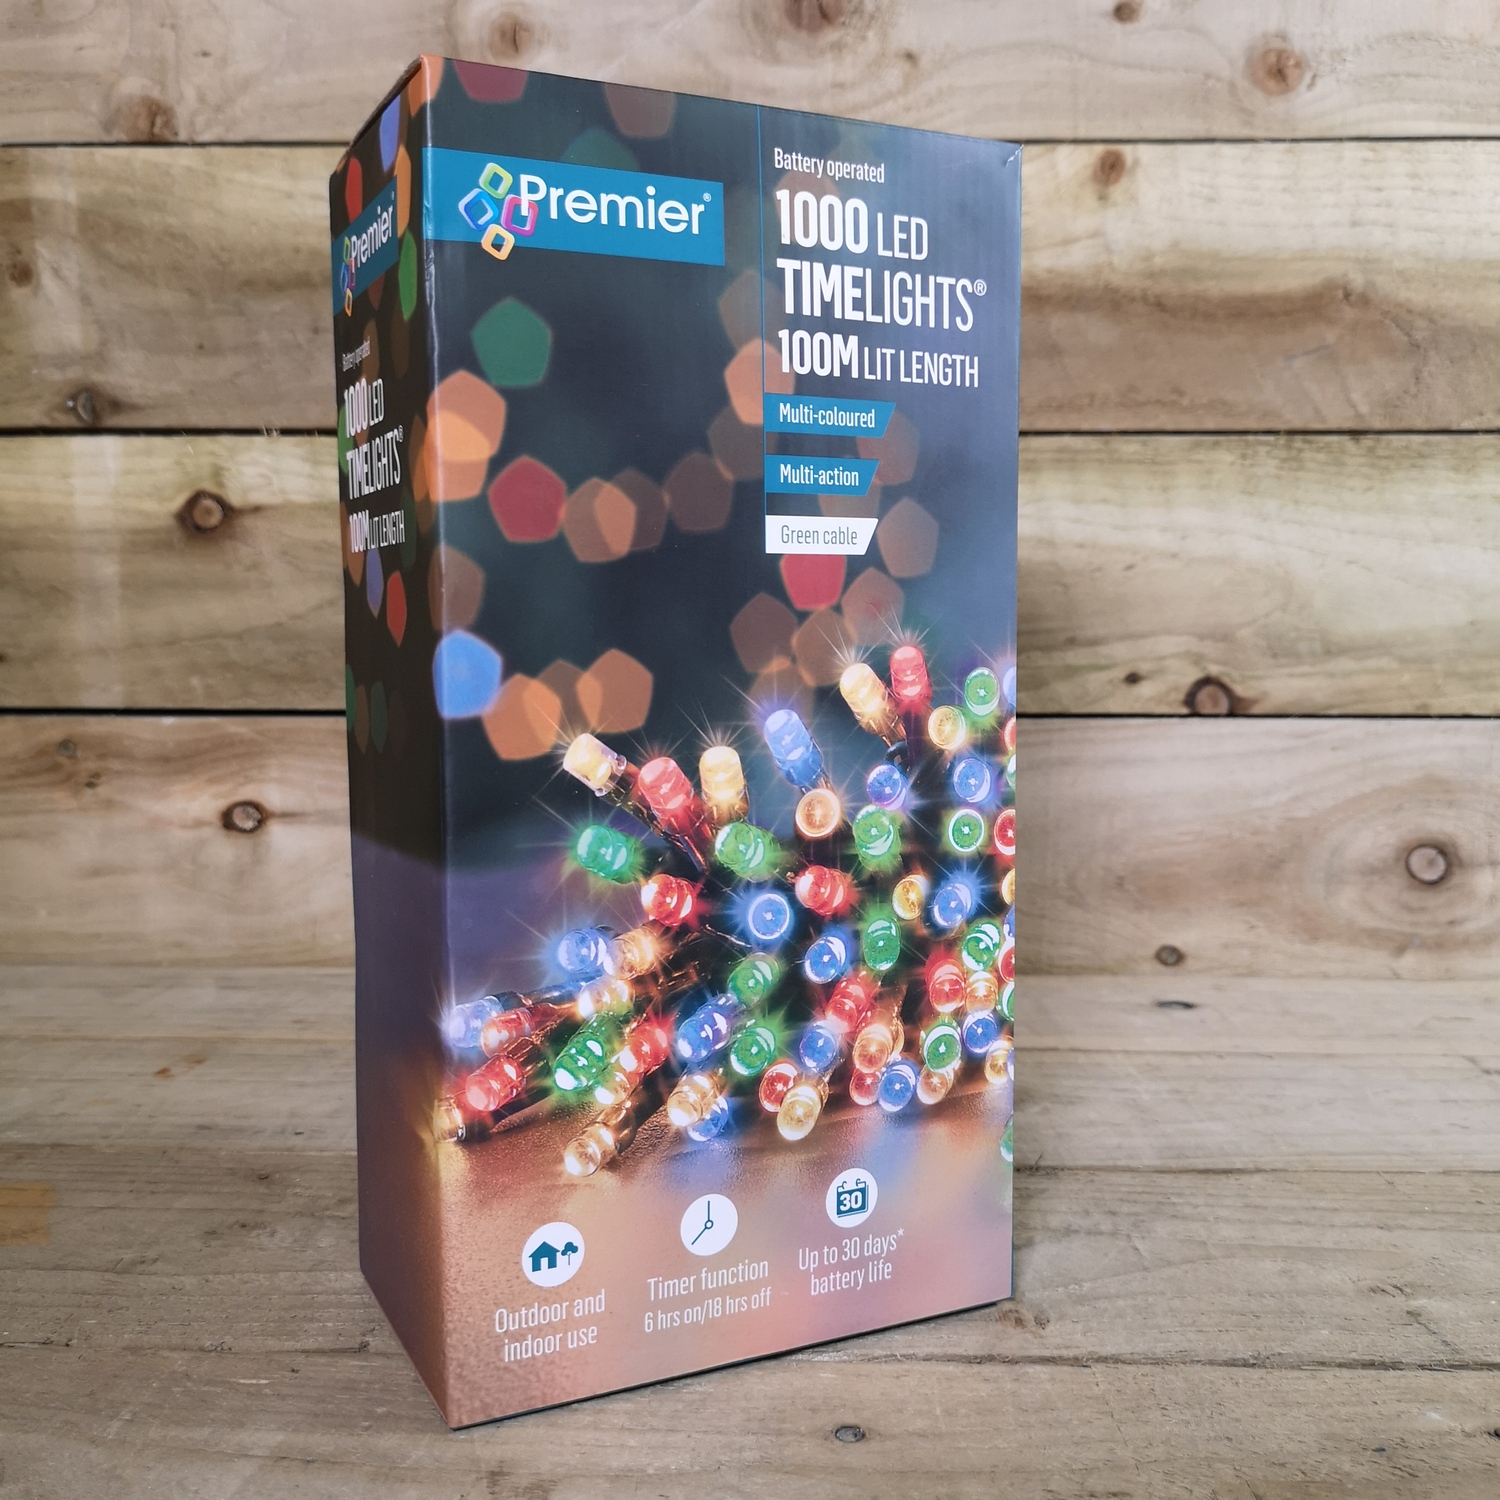 Premier®
Battery operated
1000 LED
TIMELIGHTS®
100M LIT LENGTH
Multi-coloured
Multi-action
Green cable
30
Outdoor and
indoor use
Timer function
6 hrs on/18 hrs off
Up to 30 days*
battery life
Premier
Battery operated
1000 LED
TIMELIGHTS®
100M LIT LENGTH